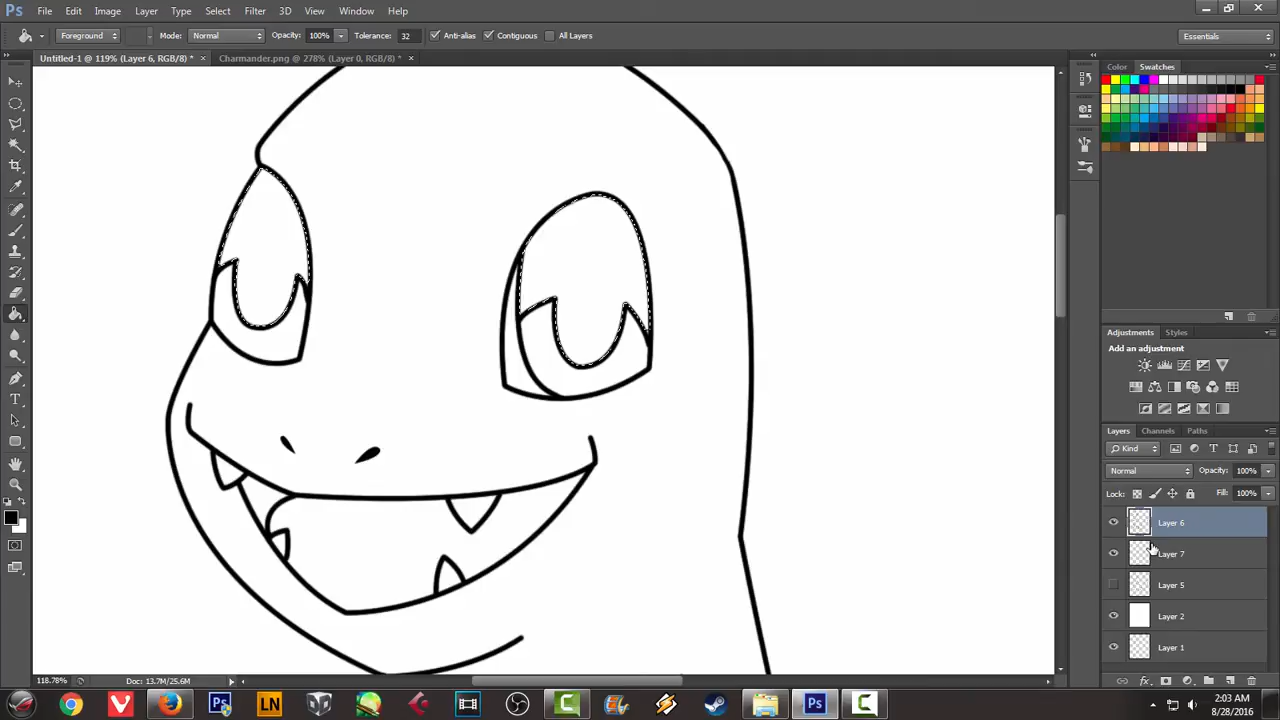 Ps File Edit Image Layer Type Select Filter 3D View Window Help
Foreground Mode: Normal Opacity: 100% Tolerance: 32 Anti-alias Contiguous All Layers Essentials
Untitled-1 @ 119% (Layer 6, RGB/8) * × Charmander.png @ 278% (Layer 0, RGB/8) * ×
Color Swatches
Adjustments Styles
Add an adjustment
Layers Channels Paths
Kind
Normal Opacity: 100%
Lock: Fill: 100%
Layer 6
Layer 7
Layer 5
Layer 2
Layer 1
118.78% Doc: 13.7M/25.6M
Ps LN Ps
2:03 AM
8/28/2016